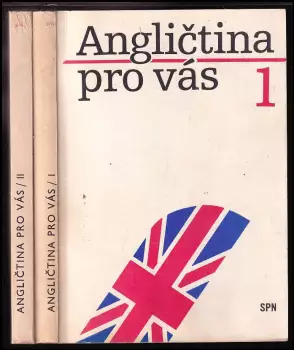 Angličtina
pro vás
1
SPN
ANGLIČTINA PRO VÁS / II
ANGLIČTINA PRO VÁS / I